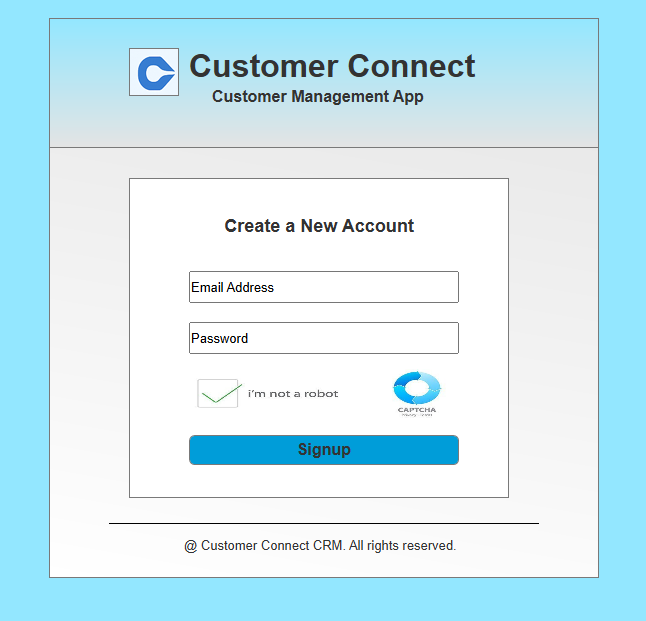 Customer Connect
Customer Management App
Create a New Account
Email Address
Password
i'm not a robot
CAPTCHA
Signup
@ Customer Connect CRM. All rights reserved.